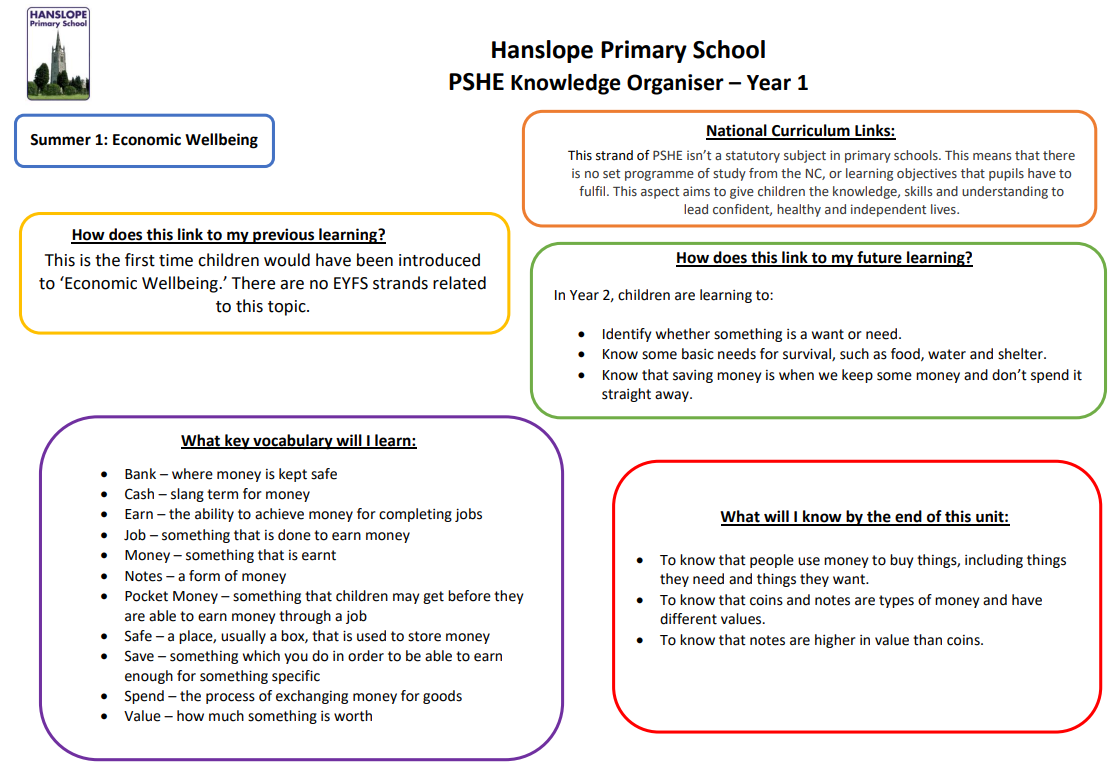 HANSLOPE
Primary School
Hanslope Primary School
PSHE Knowledge Organiser – Year 1
Summer 1: Economic Wellbeing
National Curriculum Links:
This strand of PSHE isn't a statutory subject in primary schools. This means that there
is no set programme of study from the NC, or learning objectives that pupils have to
fulfil. This aspect aims to give children the knowledge, skills and understanding to
lead confident, healthy and independent lives.
How does this link to my previous learning?
This is the first time children would have been introduced
to ‘Economic Wellbeing.’ There are no EYFS strands related
to this topic.
How does this link to my future learning?
In Year 2, children are learning to:
• Identify whether something is a want or need.
• Know some basic needs for survival, such as food, water and shelter.
• Know that saving money is when we keep some money and don’t spend it
straight away.
What key vocabulary will I learn:
• Bank – where money is kept safe
• Cash – slang term for money
• Earn – the ability to achieve money for completing jobs
• Job – something that is done to earn money
• Money – something that is earnt
• Notes – a form of money
• Pocket Money – something that children may get before they
are able to earn money through a job
• Safe – a place, usually a box, that is used to store money
• Save – something which you do in order to be able to earn
enough for something specific
• Spend – the process of exchanging money for goods
• Value – how much something is worth
What will I know by the end of this unit:
• To know that people use money to buy things, including things
they need and things they want.
• To know that coins and notes are types of money and have
different values.
• To know that notes are higher in value than coins.